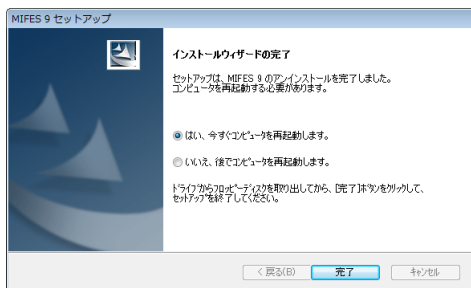 MIFES 9 セットアップ
インストールウィザードの完了
セットアップは、MIFES 9 のアンインストールを完了しました。
コンピュータを再起動する必要があります。
はい、今すぐコンピュータを再起動します。
いいえ、後でコンピュータを再起動します。
ドライブからフロッピーディスクを取り出してから、[完了]ボタンをクリックして、
セットアップを終了してください。
< 戻る(B)
完了
キャンセル